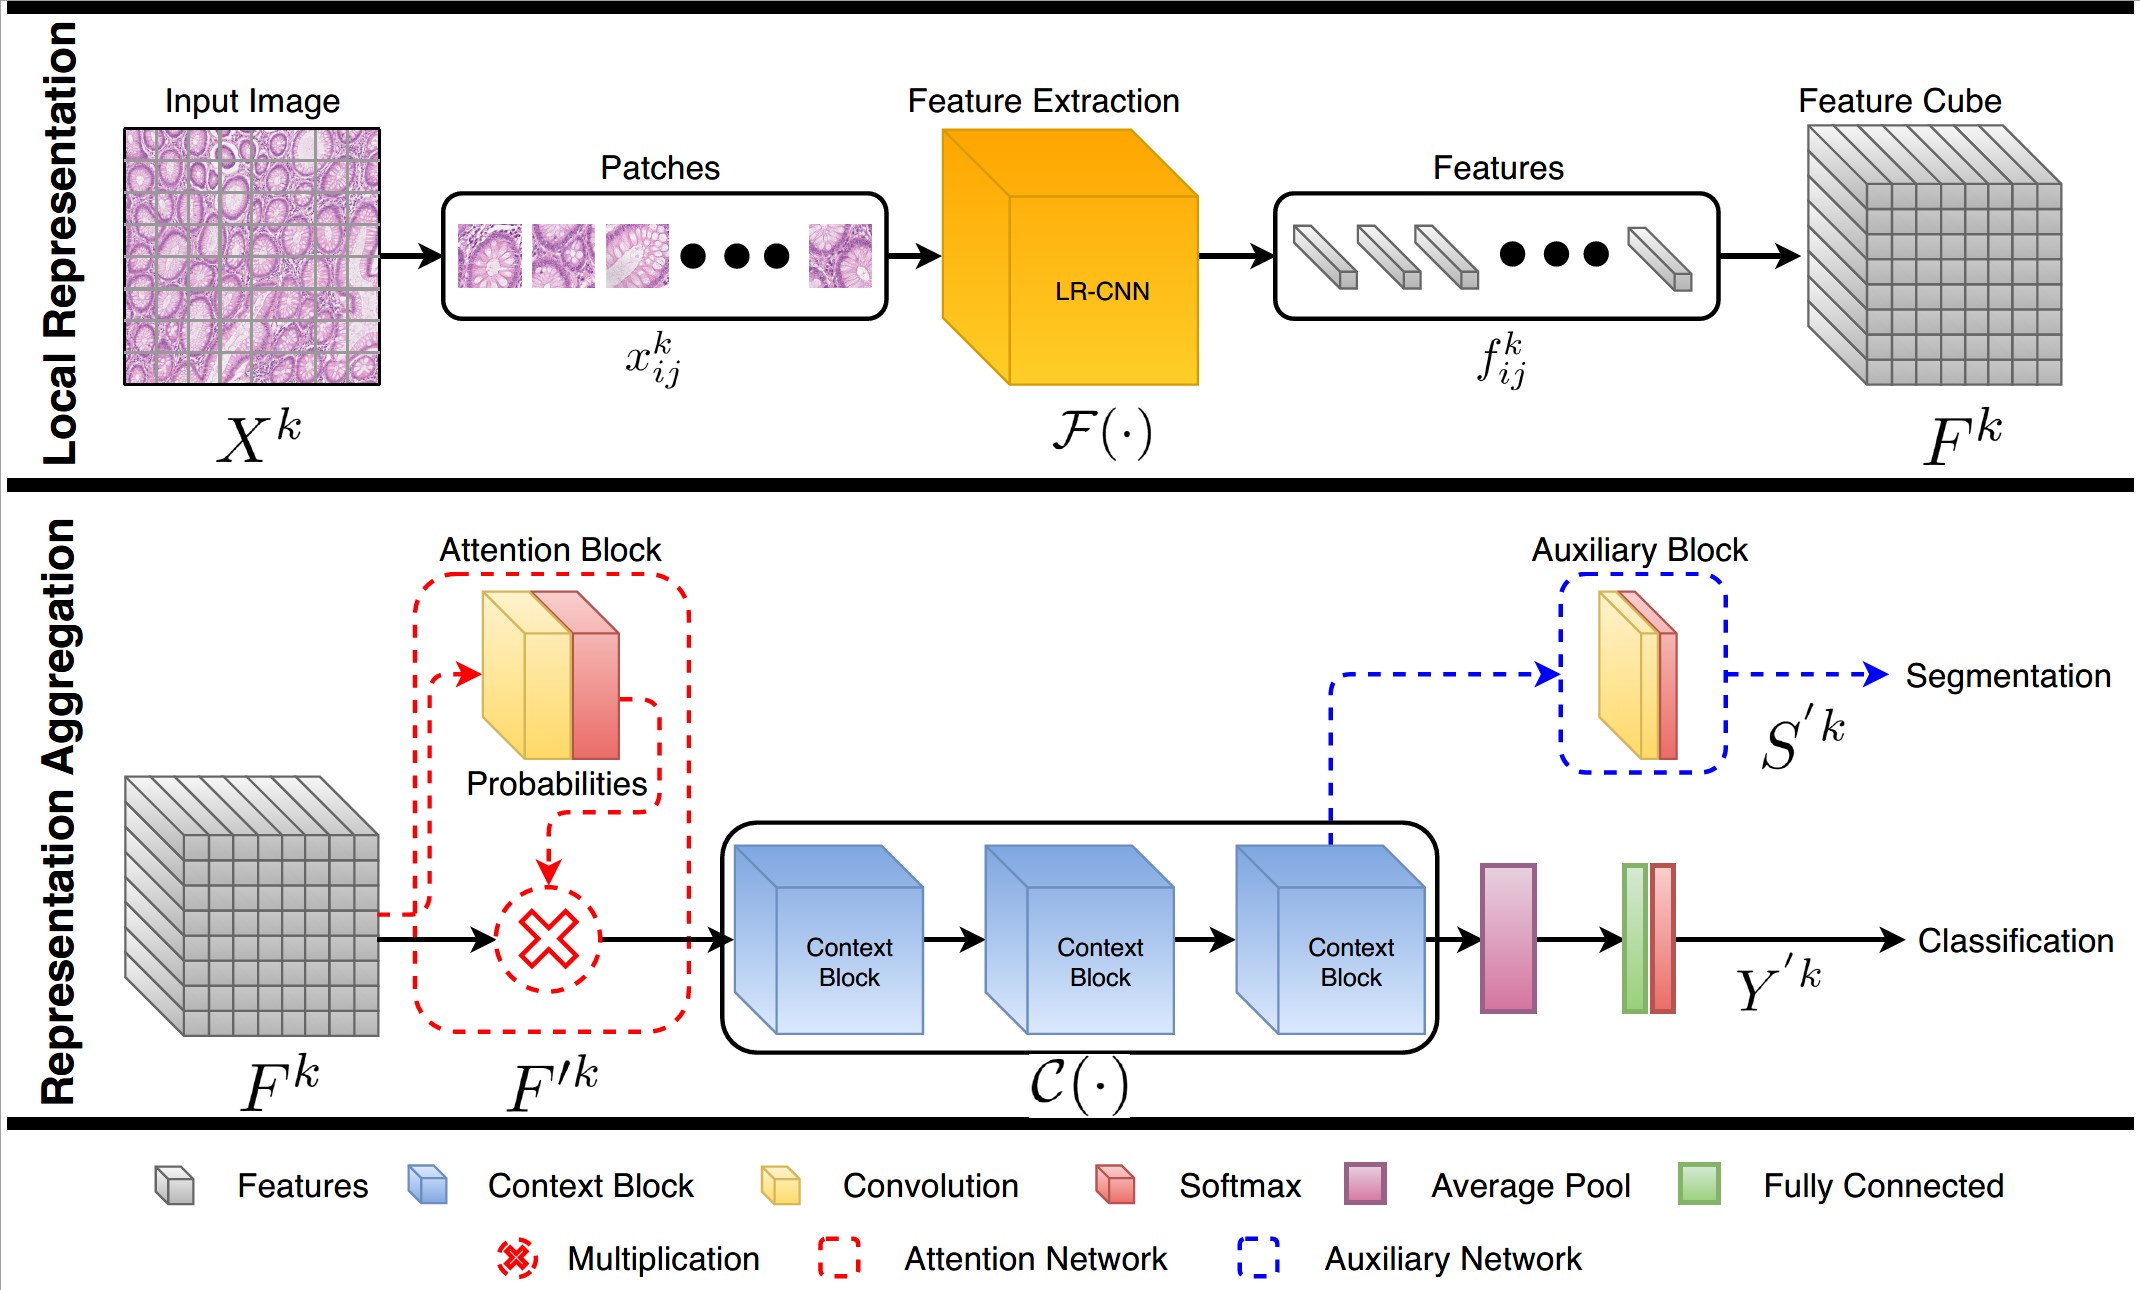 Local Representation
Input Image
Patches
Feature Extraction
Features
Feature Cube
LR-CNN
x_{ij}^k
f_{ij}^k
X^k
\mathcal{F}(·)
F^k
Representation Aggregation
Attention Block
Auxiliary Block
Segmentation
S'^k
Probabilities
Context Block
Context Block
Context Block
Classification
Y'^k
F^k
F'^k
\mathcal{C}(·)
Features
Context Block
Convolution
Softmax
Average Pool
Fully Connected
Multiplication
Attention Network
Auxiliary Network